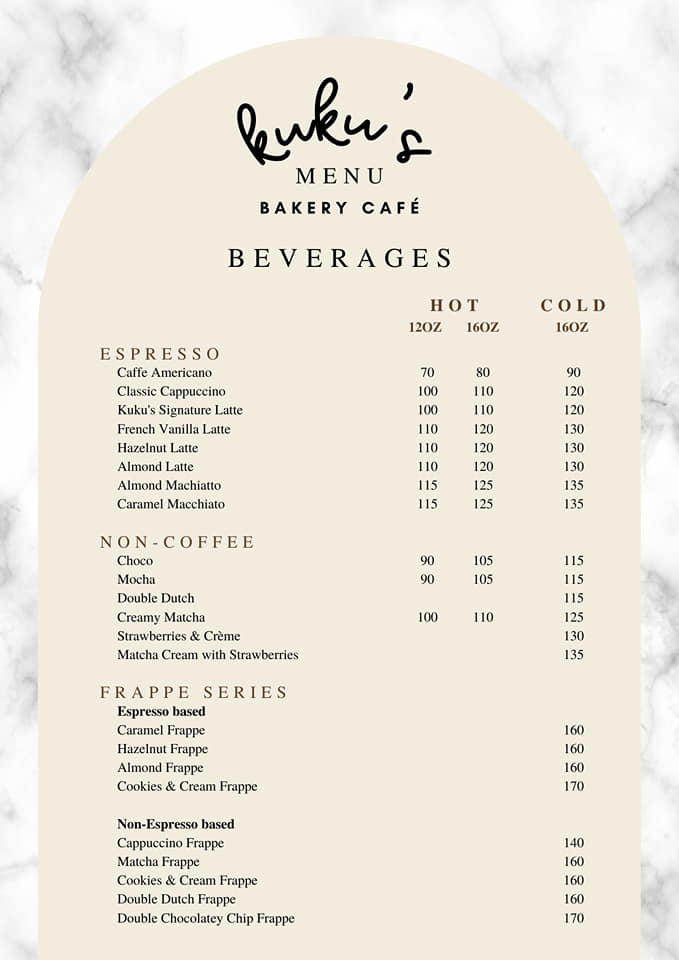 kuku's
MENU
BAKERY CAFÉ
BEVERAGES
HOT COLD
12OZ 16OZ 16OZ
ESPRESSO
Caffe Americano 70 80 90
Classic Cappuccino 100 110 120
Kuku's Signature Latte 100 110 120
French Vanilla Latte 110 120 130
Hazelnut Latte 110 120 130
Almond Latte 110 120 130
Almond Machiatto 115 125 135
Caramel Macchiato 115 125 135
NON-COFFEE
Choco 90 105 115
Mocha 90 105 115
Double Dutch 115
Creamy Matcha 100 110 125
Strawberries & Crème 130
Matcha Cream with Strawberries 135
FRAPPE SERIES
Espresso based
Caramel Frappe 160
Hazelnut Frappe 160
Almond Frappe 160
Cookies & Cream Frappe 170
Non-Espresso based
Cappuccino Frappe 140
Matcha Frappe 160
Cookies & Cream Frappe 160
Double Dutch Frappe 160
Double Chocolatey Chip Frappe 170